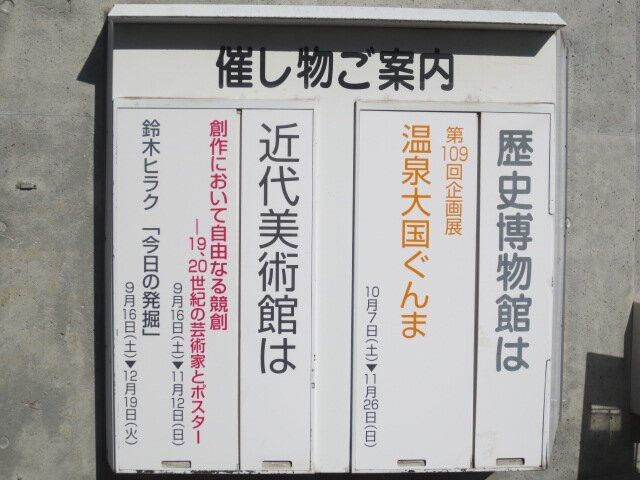 催し物ご案内
歴史博物館は
第109回企画展
温泉大国ぐんま
10月7日(土)▶11月26日(日)
近代美術館は
創作において自由なる競創
―19、20世紀の芸術家とポスター
9月16日(土)▶11月12日(日)
鈴木ヒラク 「今日の発掘」
9月16日(土)▶12月19日(火)